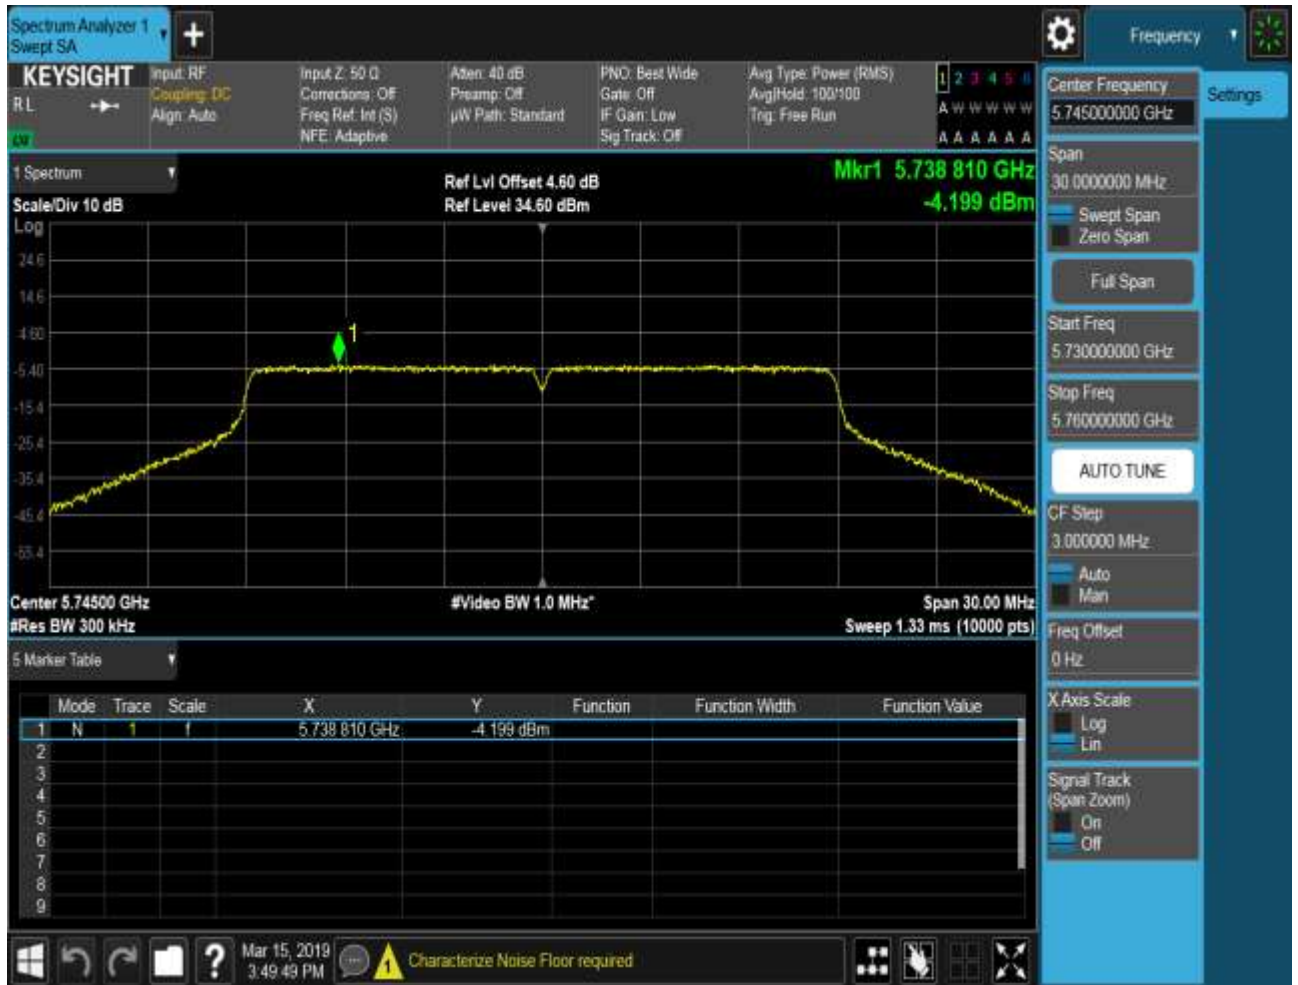 Spectrum Analyzer 1
Swept SA
Frequency
KEYSIGHT
RL
Input: RF
Coupling: DC
Align: Auto
Input Z: 50 Ω
Corrections: Off
Freq Ref: Int (S)
NFE: Adaptive
Atten: 40 dB
Preamp: Off
µW Path: Standard
PNO: Best Wide
Gate: Off
IF Gain: Low
Sig Track: Off
Avg Type: Power (RMS)
Avg|Hold: 100/100
Trig: Free Run
1 2 3 4 5 6
A W W W W W
A A A A A A
1 Spectrum
Scale/Div 10 dB
Ref Lvl Offset 4.60 dB
Ref Level 34.60 dBm
Mkr1 5.738 810 GHz
-4.199 dBm
Log
24.6
14.6
4.60
-5.40
-15.4
-25.4
-35.4
-45.4
-55.4
1
Center 5.74500 GHz
#Res BW 300 kHz
#Video BW 1.0 MHz*
Span 30.00 MHz
Sweep 1.33 ms (10000 pts)
5 Marker Table
Mode Trace Scale X Y Function Function Width Function Value
1 N 1 f 5.738 810 GHz -4.199 dBm
2
3
4
5
6
7
8
9
Mar 15, 2019
3:49:49 PM
1
Characterize Noise Floor required
Center Frequency
5.745000000 GHz
Settings
Span
30.0000000 MHz
Swept Span
Zero Span
Full Span
Start Freq
5.730000000 GHz
Stop Freq
5.760000000 GHz
AUTO TUNE
CF Step
3.000000 MHz
Auto
Man
Freq Offset
0 Hz
X Axis Scale
Log
Lin
Signal Track
(Span Zoom)
On
Off